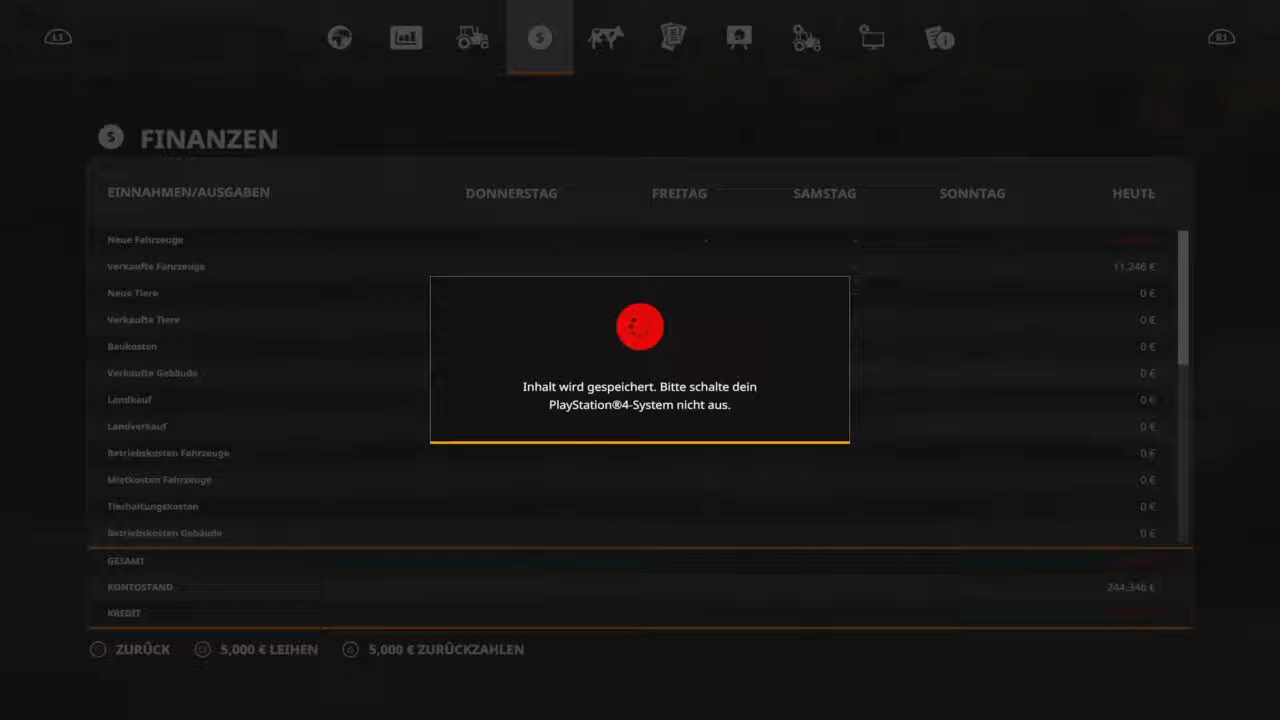 L1
R1
FINANZEN
EINNAHMEN/AUSGABEN DONNERSTAG FREITAG SAMSTAG SONNTAG HEUTE
Neue Fahrzeuge
Verkaufte Fahrzeuge 11,246 €
Neue Tiere 0 €
Verkaufte Tiere 0 €
Baukosten 0 €
Verkaufte Gebäude 0 €
Landkauf 0 €
Landverkauf 0 €
Betriebskosten Fahrzeuge 0 €
Mietkosten Fahrzeuge 0 €
Tierhaltungskosten 0 €
Betriebskosten Gebäude 0 €
GESAMT
KONTOSTAND 244,346 €
KREDIT
Inhalt wird gespeichert. Bitte schalte dein
PlayStation®4-System nicht aus.
ZURÜCK 5,000 € LEIHEN 5,000 € ZURÜCKZAHLEN